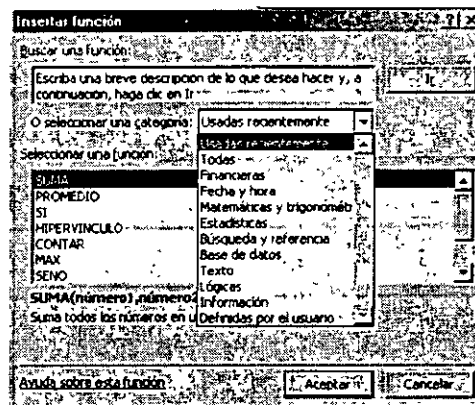 Insertar función
Buscar una función:
Escriba una breve descripción de lo que desea hacer y, a
continuación, haga clic en Ir
Ir
O seleccionar una categoría: Usadas recientemente
Seleccionar una función:
Usadas recientemente
Todas
Financieras
Fecha y hora
Matemáticas y trigonométr
Estadísticas
Búsqueda y referencia
Base de datos
Texto
Lógicas
Información
Definidas por el usuario
SUMA
PROMEDIO
SI
HIPERVINCULO
CONTAR
MAX
SENO
SUMA(número1,número2
Suma todos los números en u
Ayuda sobre esta función
Aceptar
Cancelar